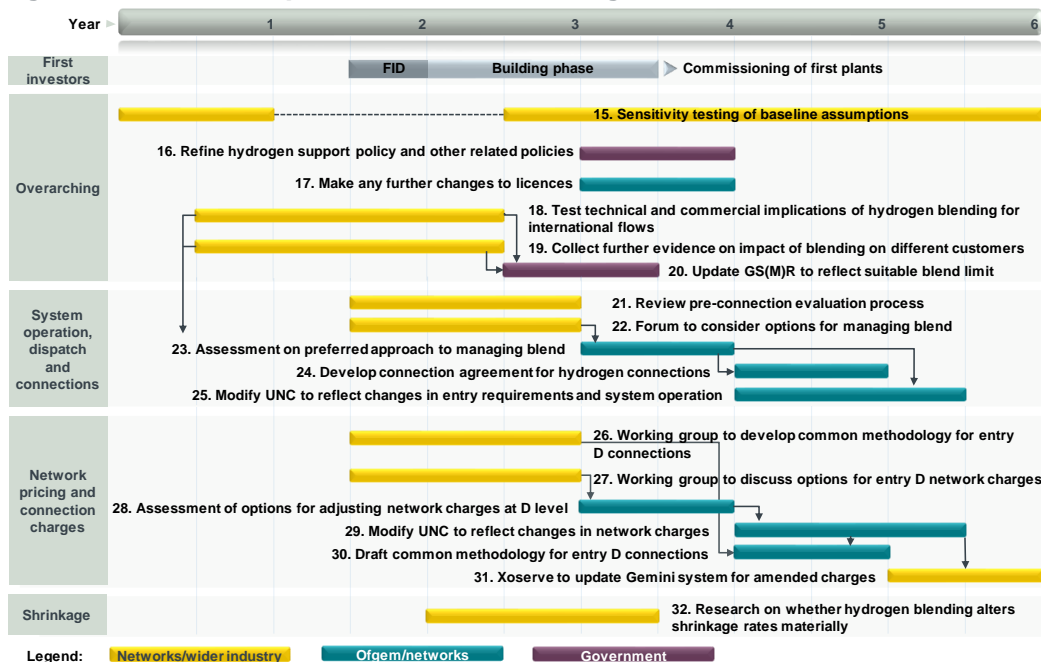 Year 1 2 3 4 5 6
First
investors
FID
Building phase
Commissioning of first plants
Overarching
15. Sensitivity testing of baseline assumptions
16. Refine hydrogen support policy and other related policies
17. Make any further changes to licences
18. Test technical and commercial implications of hydrogen blending for
international flows
19. Collect further evidence on impact of blending on different customers
20. Update GS(M)R to reflect suitable blend limit
System
operation,
dispatch
and
connections
21. Review pre-connection evaluation process
22. Forum to consider options for managing blend
23. Assessment on preferred approach to managing blend
24. Develop connection agreement for hydrogen connections
25. Modify UNC to reflect changes in entry requirements and system operation
Network
pricing and
connection
charges
26. Working group to develop common methodology for entry
D connections
27. Working group to discuss options for entry D network charges
28. Assessment of options for adjusting network charges at D level
29. Modify UNC to reflect changes in network charges
30. Draft common methodology for entry D connections
31. Xoserve to update Gemini system for amended charges
Shrinkage
32. Research on whether hydrogen blending alters
shrinkage rates materially
Legend: Networks/wider industry Ofgem/networks Government